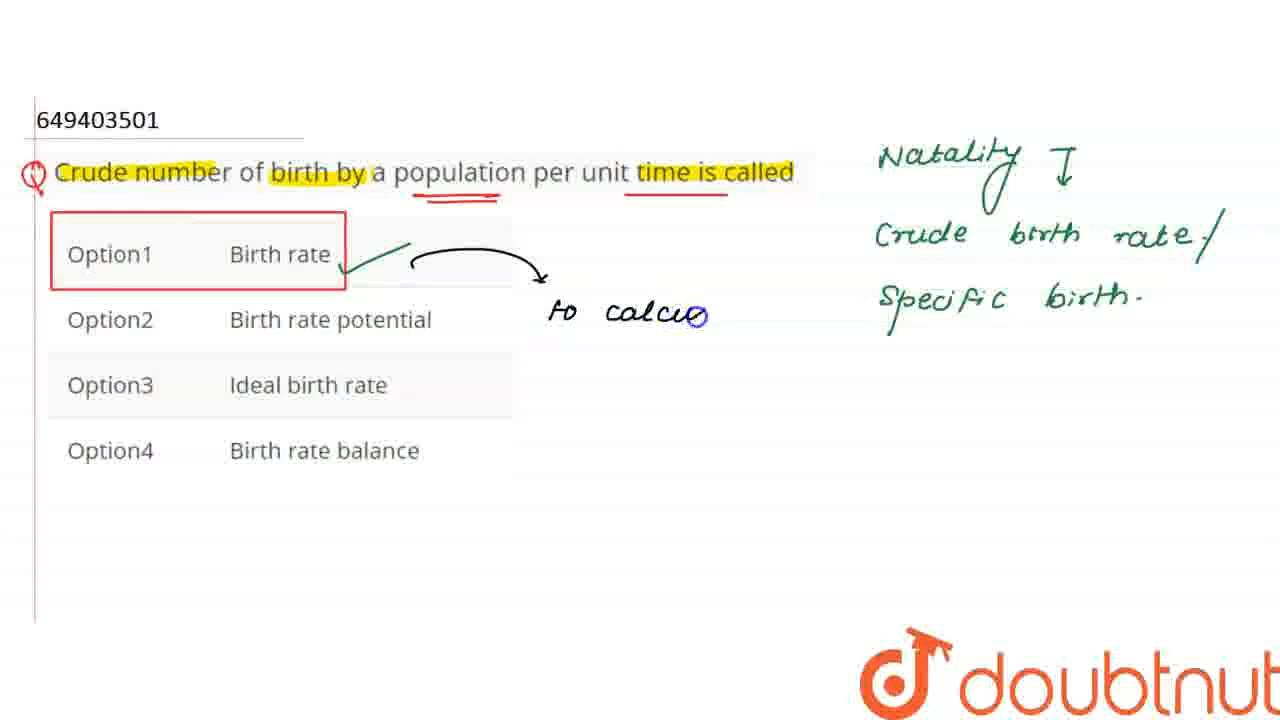 649403501
Q Crude number of birth by a population per unit time is called
Option1 Birth rate
Option2 Birth rate potential
Option3 Ideal birth rate
Option4 Birth rate balance
to calcu
Natality
Crude birth rate /
Specific birth.
doubtnut